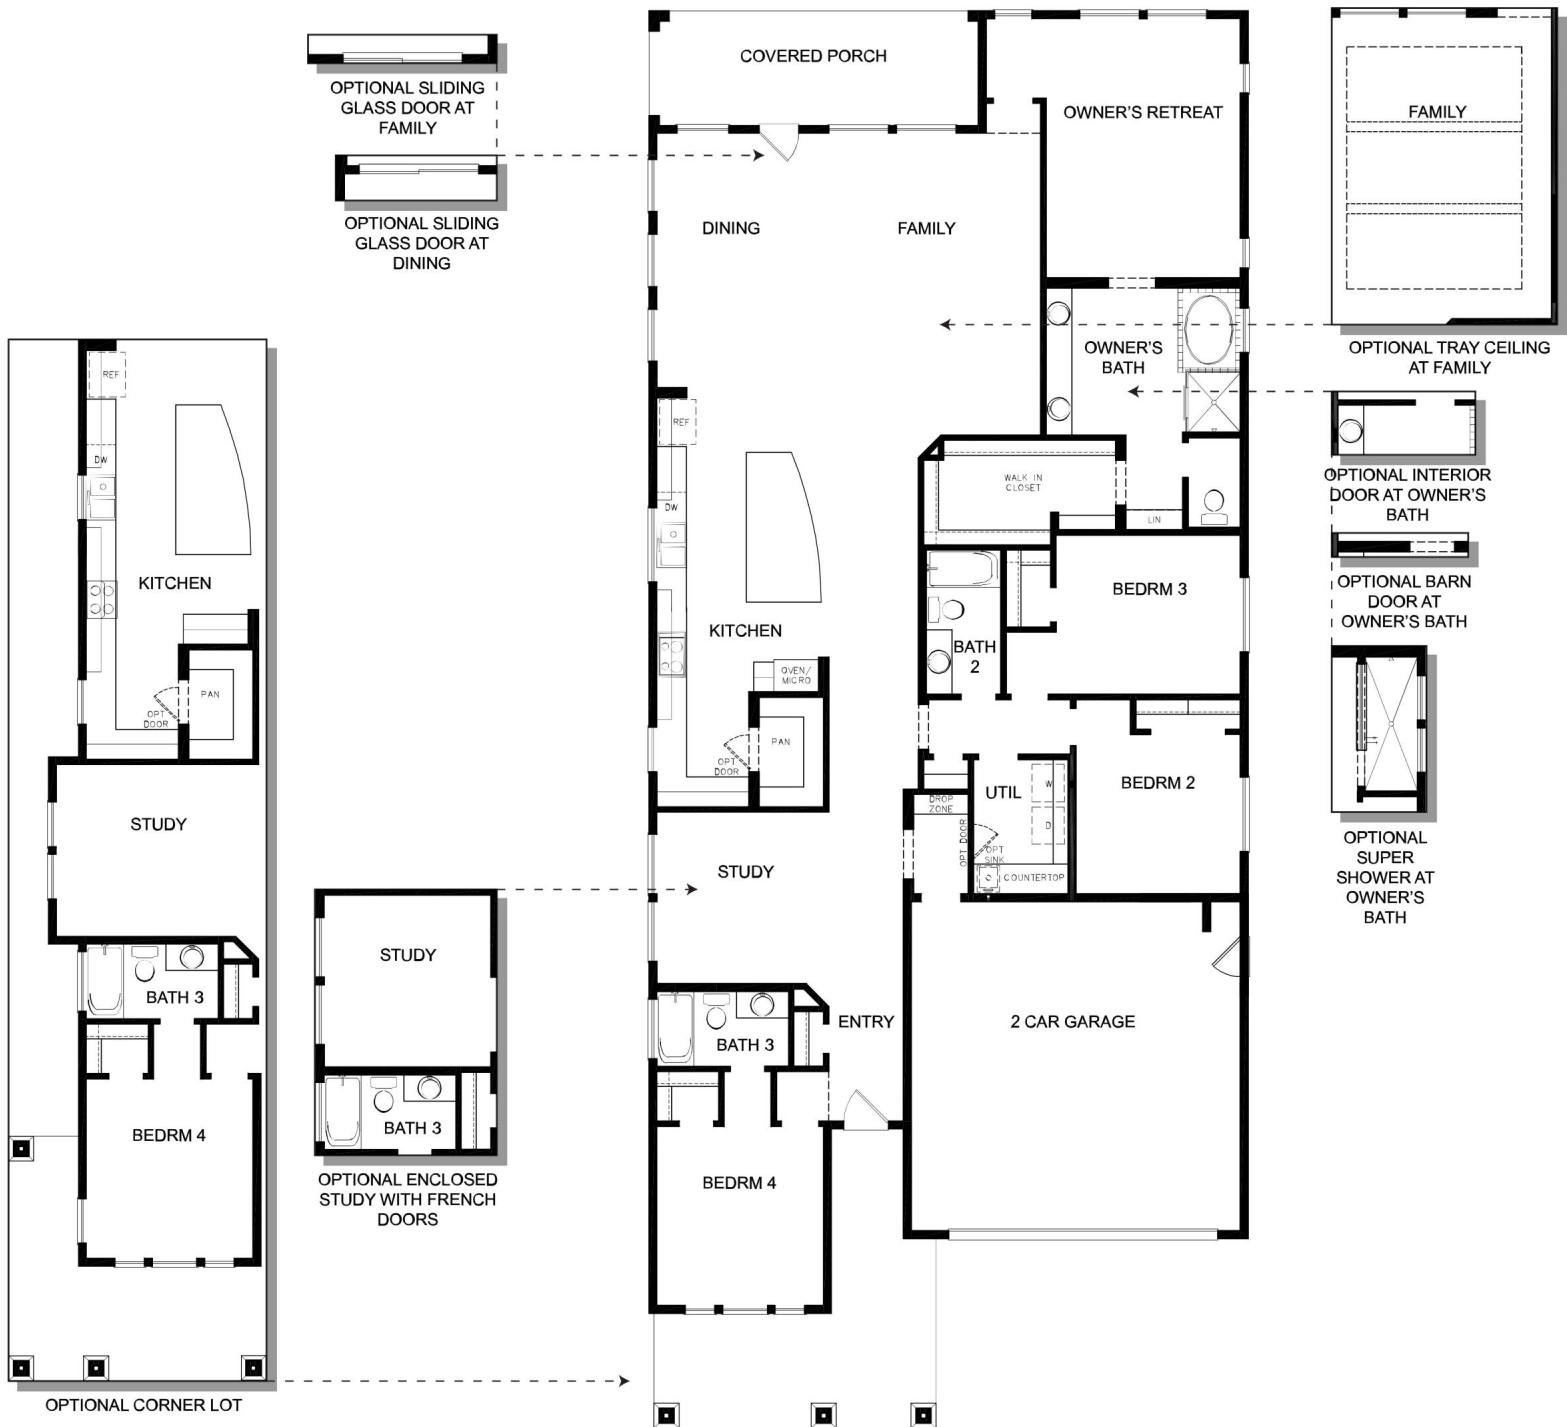 OPTIONAL SLIDING
GLASS DOOR AT
FAMILY
OPTIONAL SLIDING
GLASS DOOR AT
DINING
COVERED PORCH
OWNER'S RETREAT
FAMILY
OPTIONAL TRAY CEILING
AT FAMILY
DINING
FAMILY
OWNER'S
BATH
OPTIONAL INTERIOR
DOOR AT OWNER'S
BATH
OPTIONAL BARN
DOOR AT
OWNER'S BATH
OPTIONAL
SUPER
SHOWER AT
OWNER'S
BATH
REF
DW
KITCHEN
PAN
OPT
DOOR
STUDY
BATH 3
BEDRM 4
OPTIONAL CORNER LOT
STUDY
BATH 3
OPTIONAL ENCLOSED
STUDY WITH FRENCH
DOORS
REF
DW
KITCHEN
OVEN/
MICRO
PAN
OPT
DOOR
WALK IN
CLOSET
LIN
BEDRM 3
BATH
2
BEDRM 2
UTIL
W
D
DROP
ZONE
OPT DOOR
OPT
SINK
COUNTERTOP
STUDY
ENTRY
2 CAR GARAGE
BATH 3
BEDRM 4